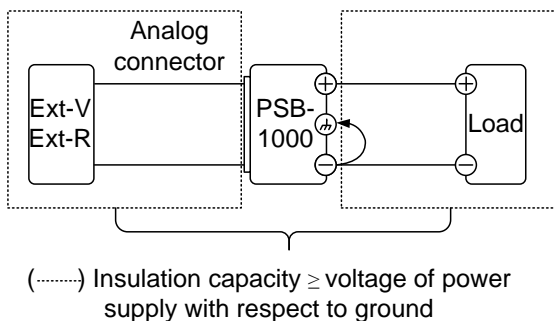 Analog
connector
Ext-V
Ext-R
PSB-
1000
+
-
+
-
Load
(--------) Insulation capacity ≥ voltage of power
supply with respect to ground